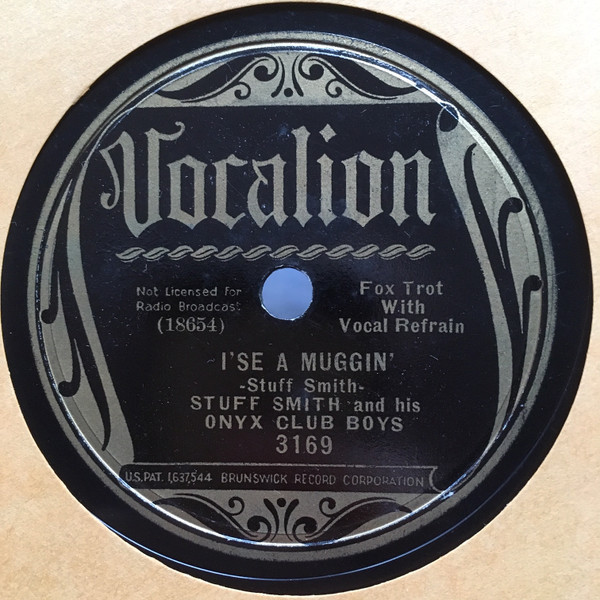 Vocalion
Not Licensed for
Radio Broadcast
(18654)
Fox Trot
With
Vocal Refrain
I'SE A MUGGIN'
-Stuff Smith-
STUFF SMITH and his
ONYX CLUB BOYS
3169
U.S. PAT. 1,637,544 BRUNSWICK RECORD CORPORATION